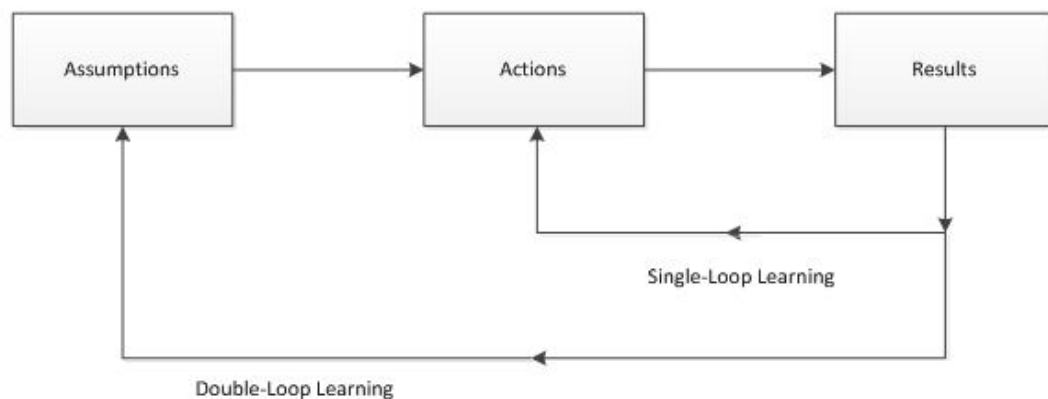 Assumptions
Actions
Results
Single-Loop Learning
Double-Loop Learning